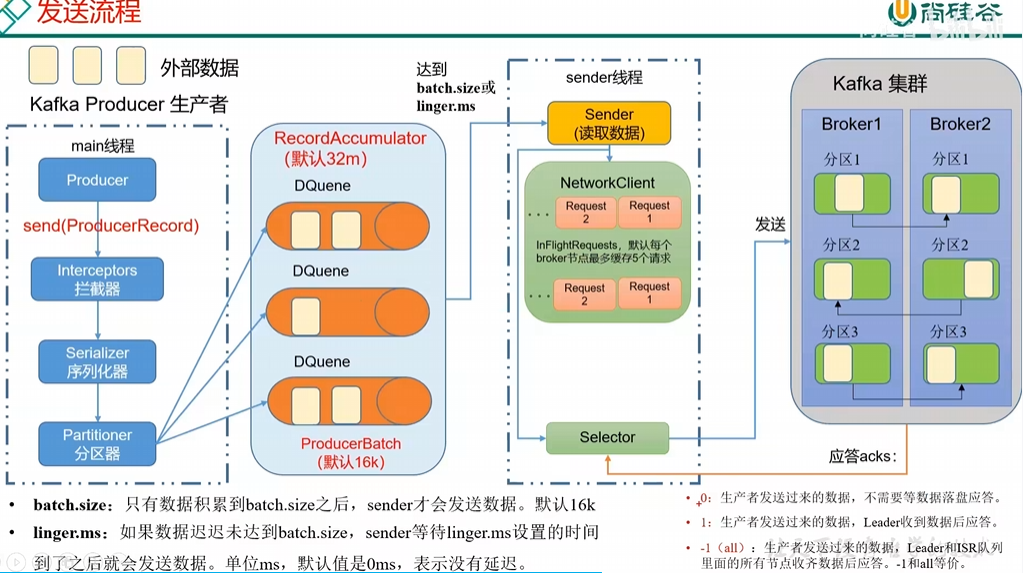 发送流程
尚硅谷
外部数据
Kafka Producer 生产者
main线程
Producer
send(ProducerRecord)
Interceptors
拦截器
Serializer
序列化器
Partitioner
分区器
RecordAccumulator
(默认32m)
DQuene
DQuene
DQuene
ProducerBatch
(默认16k)
达到
batch.size或
linger.ms
sender线程
Sender
(读取数据)
NetworkClient
... Request 2 Request 1
InFlightRequests，默认每个
broker节点最多缓存5个请求
... Request 2 Request 1
Selector
发送
Kafka 集群
Broker1 Broker2
分区1 分区1
分区2 分区2
分区3 分区3
应答acks：
• batch.size：只有数据积累到batch.size之后，sender才会发送数据。默认16k
• linger.ms：如果数据迟迟未达到batch.size，sender等待linger.ms设置的时间
到了之后就会发送数据。单位ms，默认值是0ms，表示没有延迟。
• 0：生产者发送过来的数据，不需要等数据落盘应答。
• 1：生产者发送过来的数据，Leader收到数据后应答。
• -1（all）：生产者发送过来的数据，Leader和ISR队列
里面的所有节点收齐数据后应答。-1和all等价。